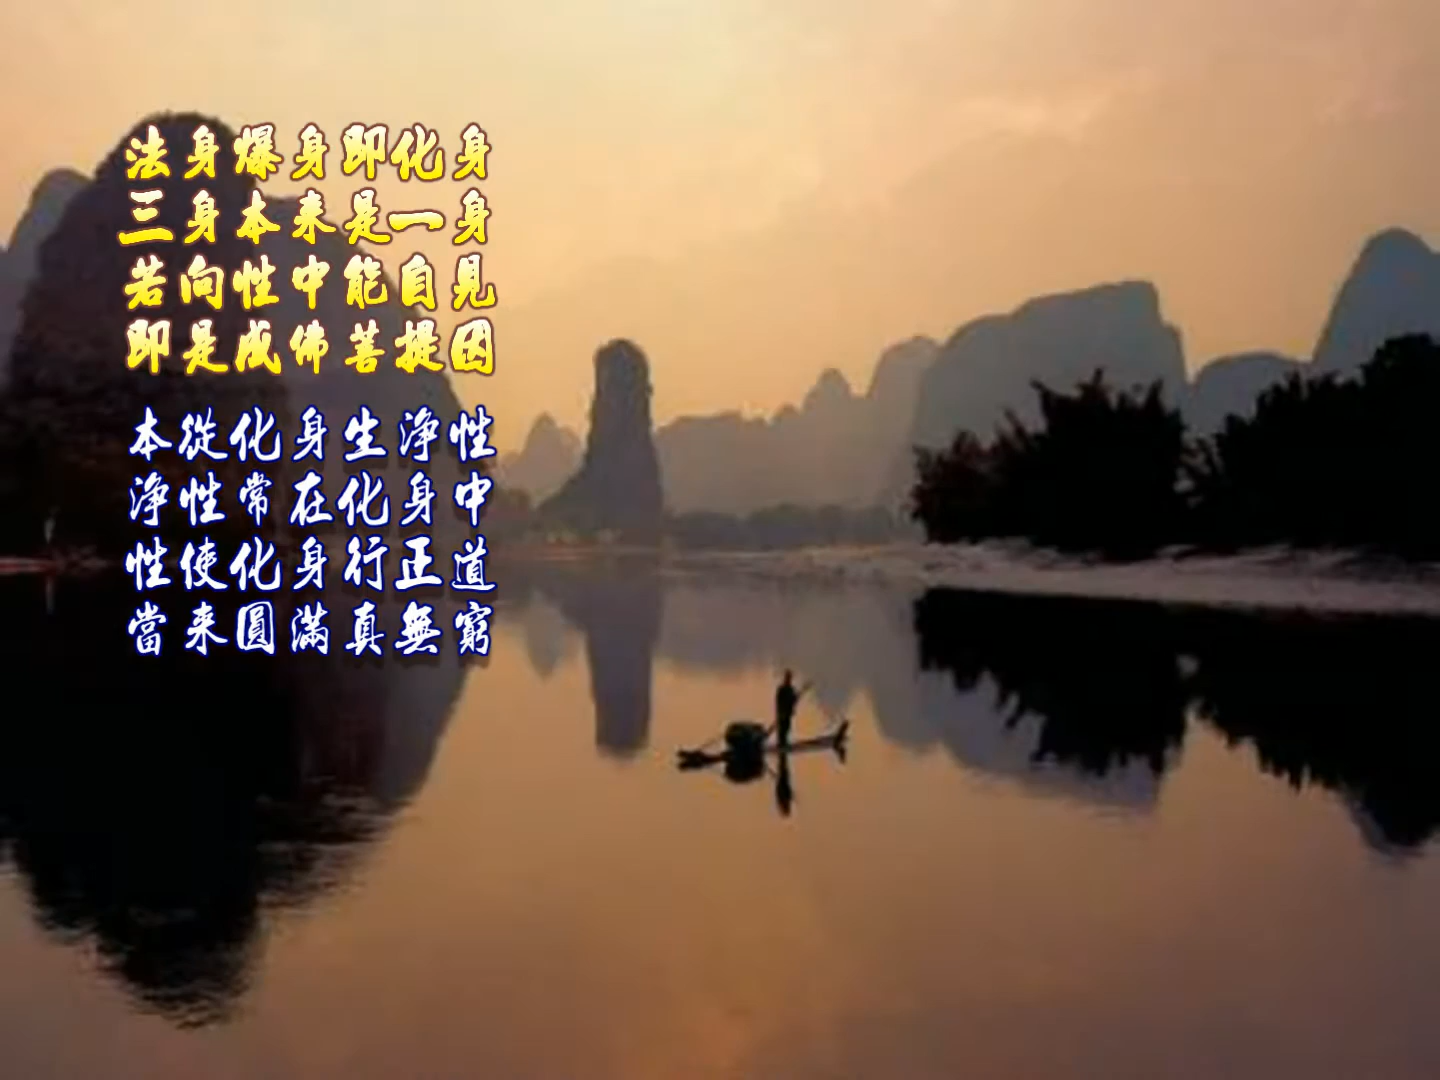 法身爆身即化身
三身本来是一身
若向性中能自見
即是成佛菩提因
本從化身生淨性
淨性常在化身中
性使化身行正道
當来圓滿真無窮